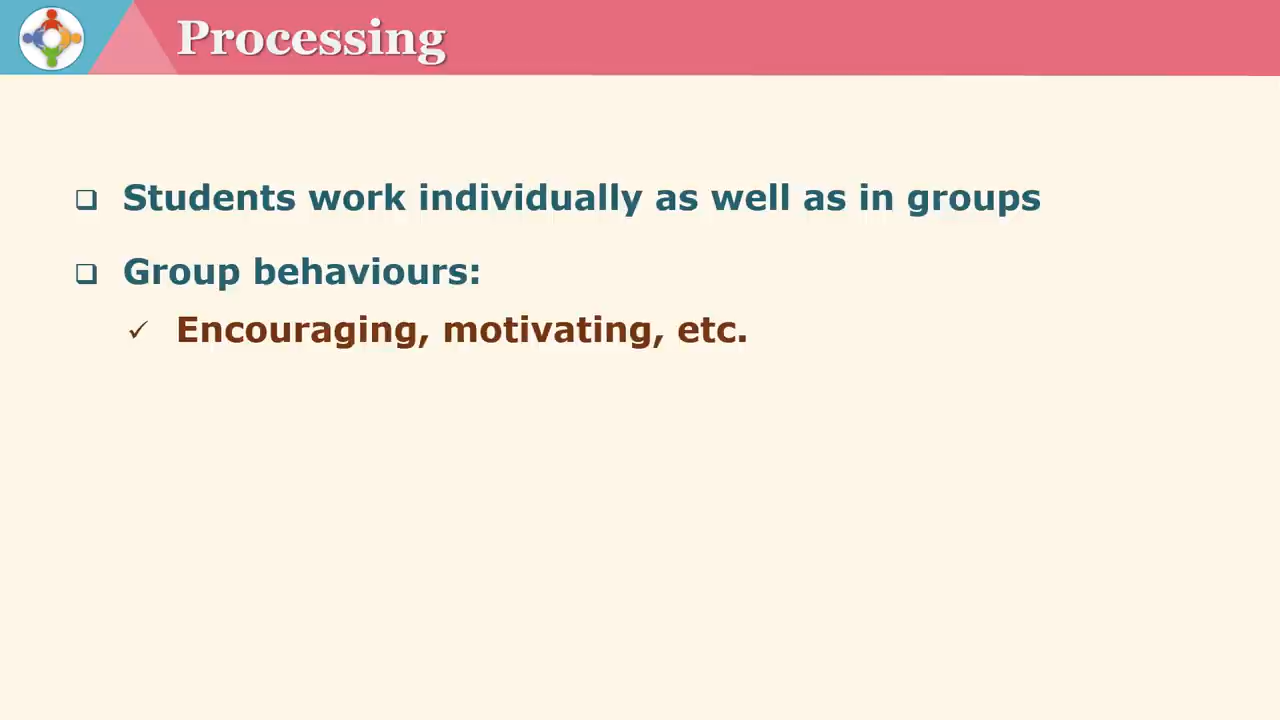 Processing
Students work individually as well as in groups
Group behaviours:
Encouraging, motivating, etc.